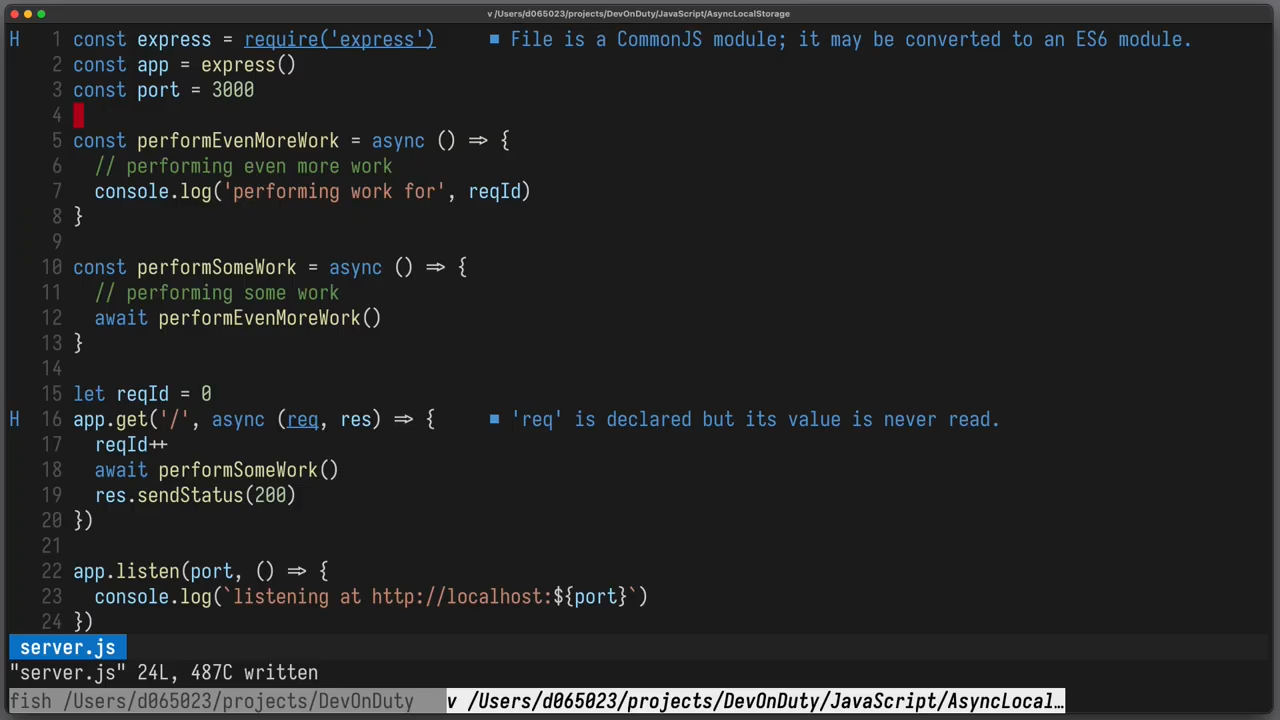 v /Users/d065023/projects/DevOnDuty/JavaScript/AsyncLocalStorage
H 1 const express = require('express') ■ File is a CommonJS module; it may be converted to an ES6 module.
2 const app = express()
3 const port = 3000
4
5 const performEvenMoreWork = async () => {
6 // performing even more work
7 console.log('performing work for', reqId)
8 }
9
10 const performSomeWork = async () => {
11 // performing some work
12 await performEvenMoreWork()
13 }
14
15 let reqId = 0
H 16 app.get('/', async (req, res) => { ■ 'req' is declared but its value is never read.
17 reqId++
18 await performSomeWork()
19 res.sendStatus(200)
20 })
21
22 app.listen(port, () => {
23 console.log(`listening at http://localhost:${port}`)
24 })
server.js
"server.js" 24L, 487C written
fish /Users/d065023/projects/DevOnDuty v /Users/d065023/projects/DevOnDuty/JavaScript/AsyncLocal…